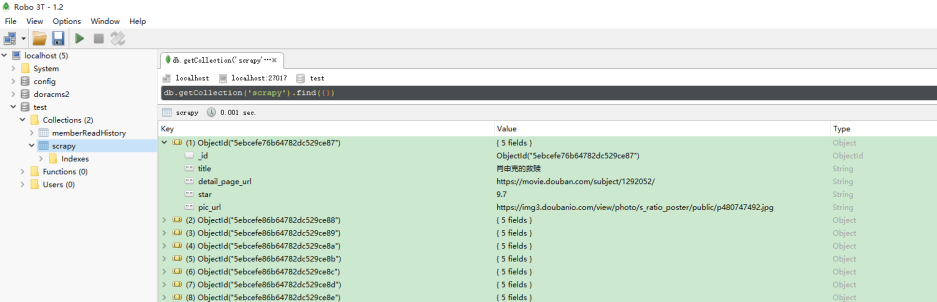 Robo 3T - 1.2
File View Options Window Help
localhost (5)
System
config
doracms2
test
Collections (2)
memberReadHistory
scrapy
Indexes
Functions (0)
Users (0)
db.getCollection('scrapy'...
localhost localhost:27017 test
db.getCollection('scrapy').find({})
scrapy 0.001 sec.
Key Value Type
(1) ObjectId("5ebcefe76b64782dc529ce87") { 5 fields } Object
_id ObjectId("5ebcefe76b64782dc529ce87") ObjectId
title 肖申克的救赎 String
detail_page_url https://movie.douban.com/subject/1292052/ String
star 9.7 String
pic_url https://img3.doubanio.com/view/photo/s_ratio_poster/public/p480747492.jpg String
(2) ObjectId("5ebcefe86b64782dc529ce88") { 5 fields } Object
(3) ObjectId("5ebcefe86b64782dc529ce89") { 5 fields } Object
(4) ObjectId("5ebcefe86b64782dc529ce8a") { 5 fields } Object
(5) ObjectId("5ebcefe86b64782dc529ce8b") { 5 fields } Object
(6) ObjectId("5ebcefe86b64782dc529ce8c") { 5 fields } Object
(7) ObjectId("5ebcefe86b64782dc529ce8d") { 5 fields } Object
(8) ObjectId("5ebcefe86b64782dc529ce8e") { 5 fields } Object